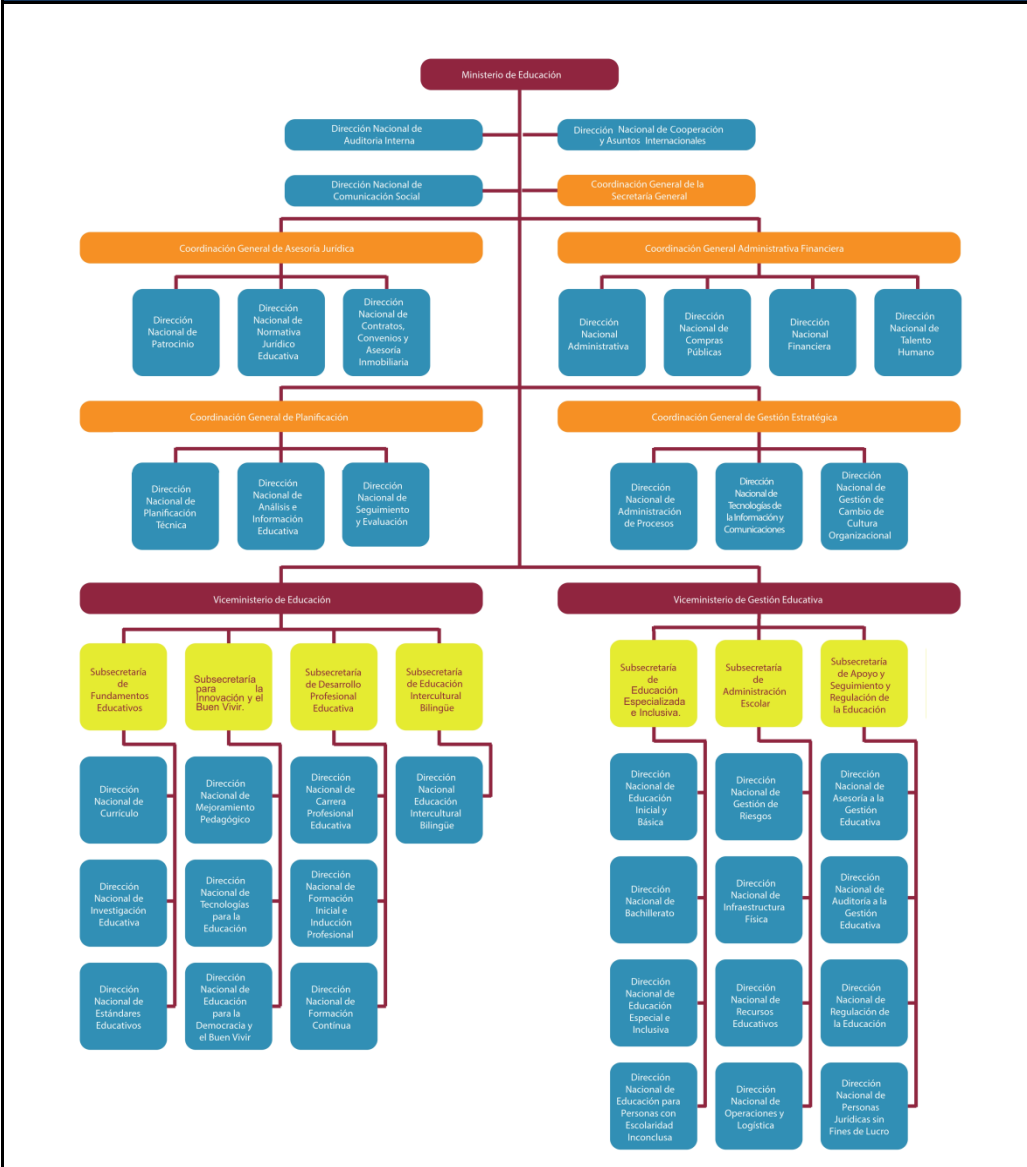 Ministerio de Educación
Dirección Nacional de
Auditoría Interna
Dirección Nacional de Cooperación
y Asuntos Internacionales
Dirección Nacional de
Comunicación Social
Coordinación General de la
Secretaría General
Coordinación General de Asesoría Jurídica
Coordinación General Administrativa Financiera
Dirección
Nacional de
Patrocinio
Dirección
Nacional de
Normativa
Jurídico
Educativa
Dirección
Nacional de
Contratos,
Convenios y
Asesoría
Inmobiliaria
Dirección
Nacional
Administrativa
Dirección
Nacional de
Compras
Públicas
Dirección
Nacional
Financiera
Dirección
Nacional de
Talento
Humano
Coordinación General de Planificación
Coordinación General de Gestión Estratégica
Dirección
Nacional de
Planificación
Técnica
Dirección
Nacional de
Análisis e
Información
Educativa
Dirección
Nacional de
Seguimiento
y Evaluación
Dirección
Nacional de
Administración
de Procesos
Dirección
Nacional de
Tecnologías de
la Información y
Comunicaciones
Dirección
Nacional de
Gestión de
Cambio de
Cultura
Organizacional
Viceministerio de Educación
Viceministerio de Gestión Educativa
Subsecretaría
de
Fundamentos
Educativos
Subsecretaría
para la
Innovación y el
Buen Vivir.
Subsecretaría
de Desarrollo
Profesional
Educativa
Subsecretaría
de Educación
Intercultural
Bilingüe
Subsecretaría
de
Educación
Especializada
e Inclusiva.
Subsecretaría
de
Administración
Escolar
Subsecretaría
de Apoyo y
Seguimiento y
Regulación de
la Educación
Dirección
Nacional de
Currículo
Dirección
Nacional de
Mejoramiento
Pedagógico
Dirección
Nacional de
Carrera
Profesional
Educativa
Dirección
Nacional
Educación
Intercultural
Bilingüe
Dirección
Nacional de
Educación
Inicial y
Básica
Dirección
Nacional de
Gestión de
Riesgos
Dirección
Nacional de
Asesoría a la
Gestión
Educativa
Dirección
Nacional de
Investigación
Educativa
Dirección
Nacional de
Tecnologías
para la
Educación
Dirección
Nacional de
Formación
Inicial e
Inducción
Profesional
Dirección
Nacional de
Bachillerato
Dirección
Nacional de
Infraestructura
Física
Dirección
Nacional de
Auditoría a la
Gestión
Educativa
Dirección
Nacional de
Estándares
Educativos
Dirección
Nacional de
Educación
para la
Democracia y
el Buen Vivir
Dirección
Nacional de
Formación
Contínua
Dirección
Nacional de
Educación
Especial e
Inclusiva
Dirección
Nacional de
Recursos
Educativos
Dirección
Nacional de
Regulación de
la Educación
Dirección
Nacional de
Educación para
Personas con
Escolaridad
Inconclusa
Dirección
Nacional de
Operaciones y
Logística
Dirección
Nacional de
Personas
Jurídicas sin
Fines de Lucro